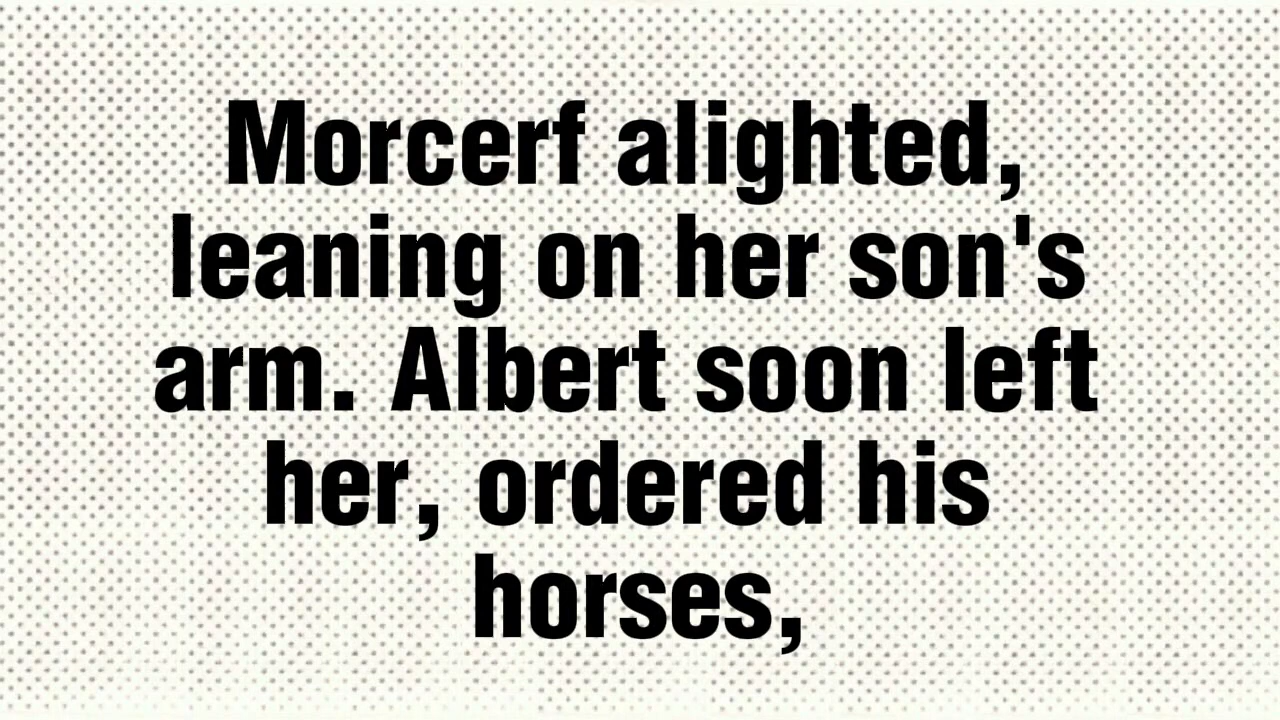 Morcerf alighted,
leaning on her son's
arm. Albert soon left
her, ordered his
horses,